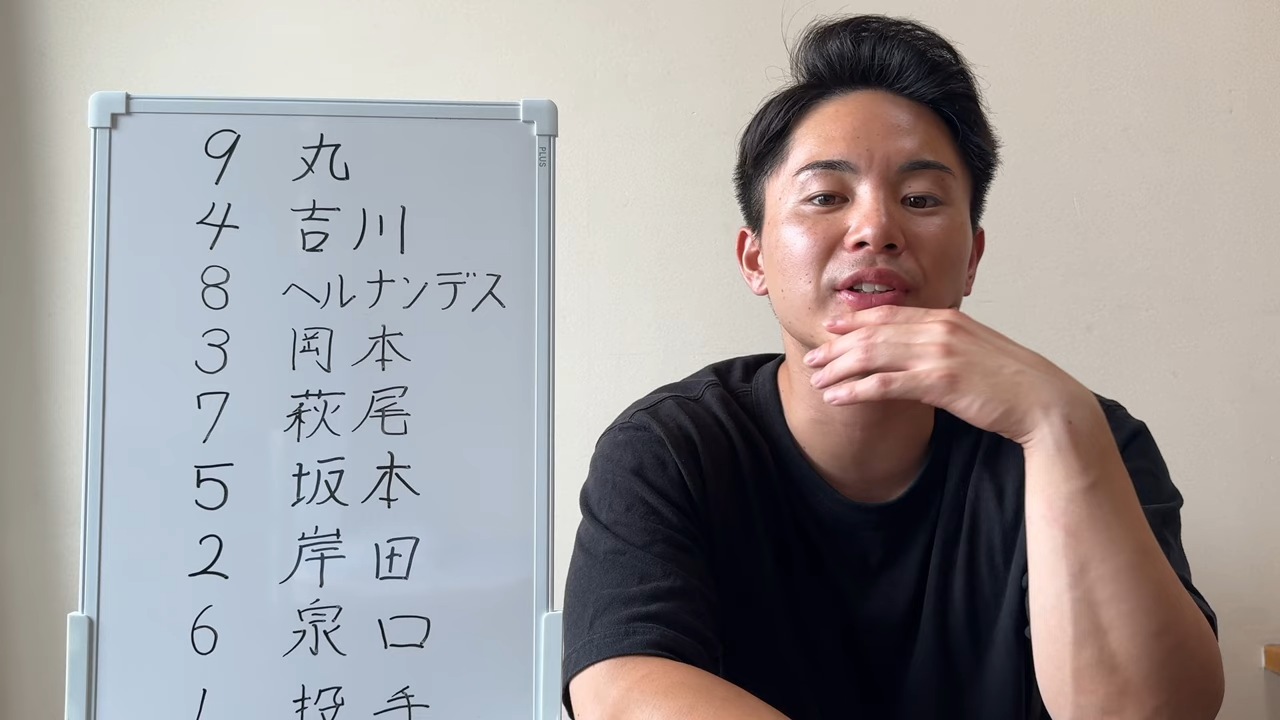 9 丸
4 吉川
8 ヘルナンデス
3 岡本
7 萩尾
5 坂本
2 岸田
6 泉口
1 投手
PLUS